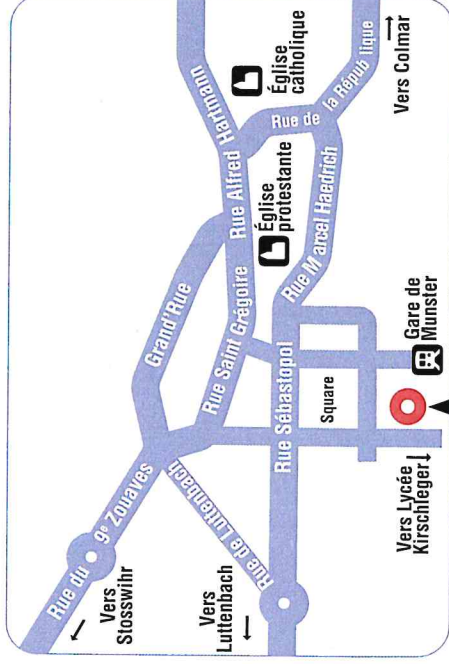 Rue du 9e Zouaves
Vers
Stosswihr
Grand'Rue
Rue de Luttenbach
Vers
Luttenbach
Rue Saint Grégoire
Rue Alfred Hartmann
Église
catholique
Église
protestante
Rue de la République
Vers Colmar
Rue Marcel Haedrich
Rue Sébastopol
Square
Gare de
Munster
Vers Lycée
Kirschleger